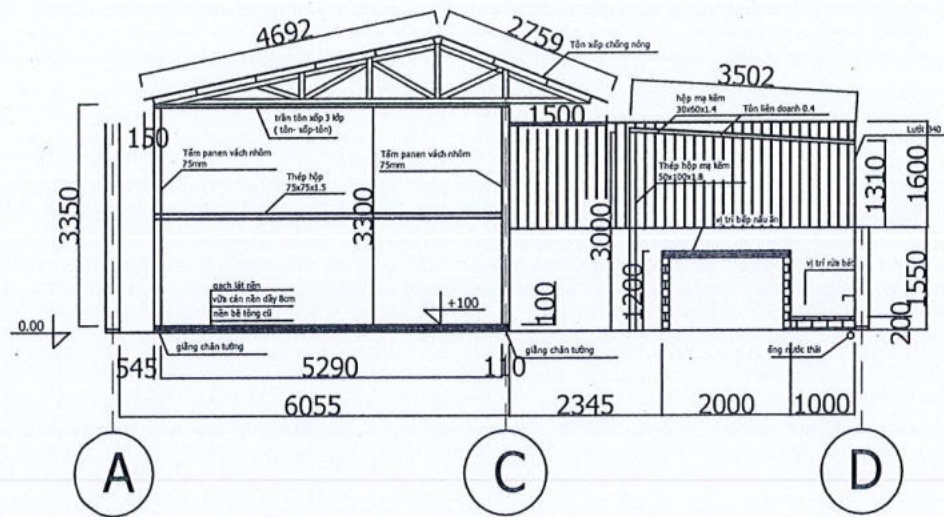 4692
2759
Tôn xốp chống nóng
3502
hộp mạ kẽm
30x60x1.4
Tôn liên doanh 0.4
trần tôn xốp 3 lớp
( tôn- xốp-tôn)
1500
150
Tấm panen vách nhôm
75mm
Tấm panen vách nhôm
75mm
Thép hộp mạ kẽm
50x100x1.8
Lưới B40
Thép hộp
75x75x1.5
3350
3300
3000
1310
1600
vị trí bếp nấu ăn
vị trí rửa bát
gạch lát nền
vữa cán nền dầy 8cm
nền bê tông cũ
+100
100
1200
1550
200
0.00
giằng chân tường
giằng chân tường
ống nước thải
545
5290
110
6055
2345
2000
1000
A
C
D